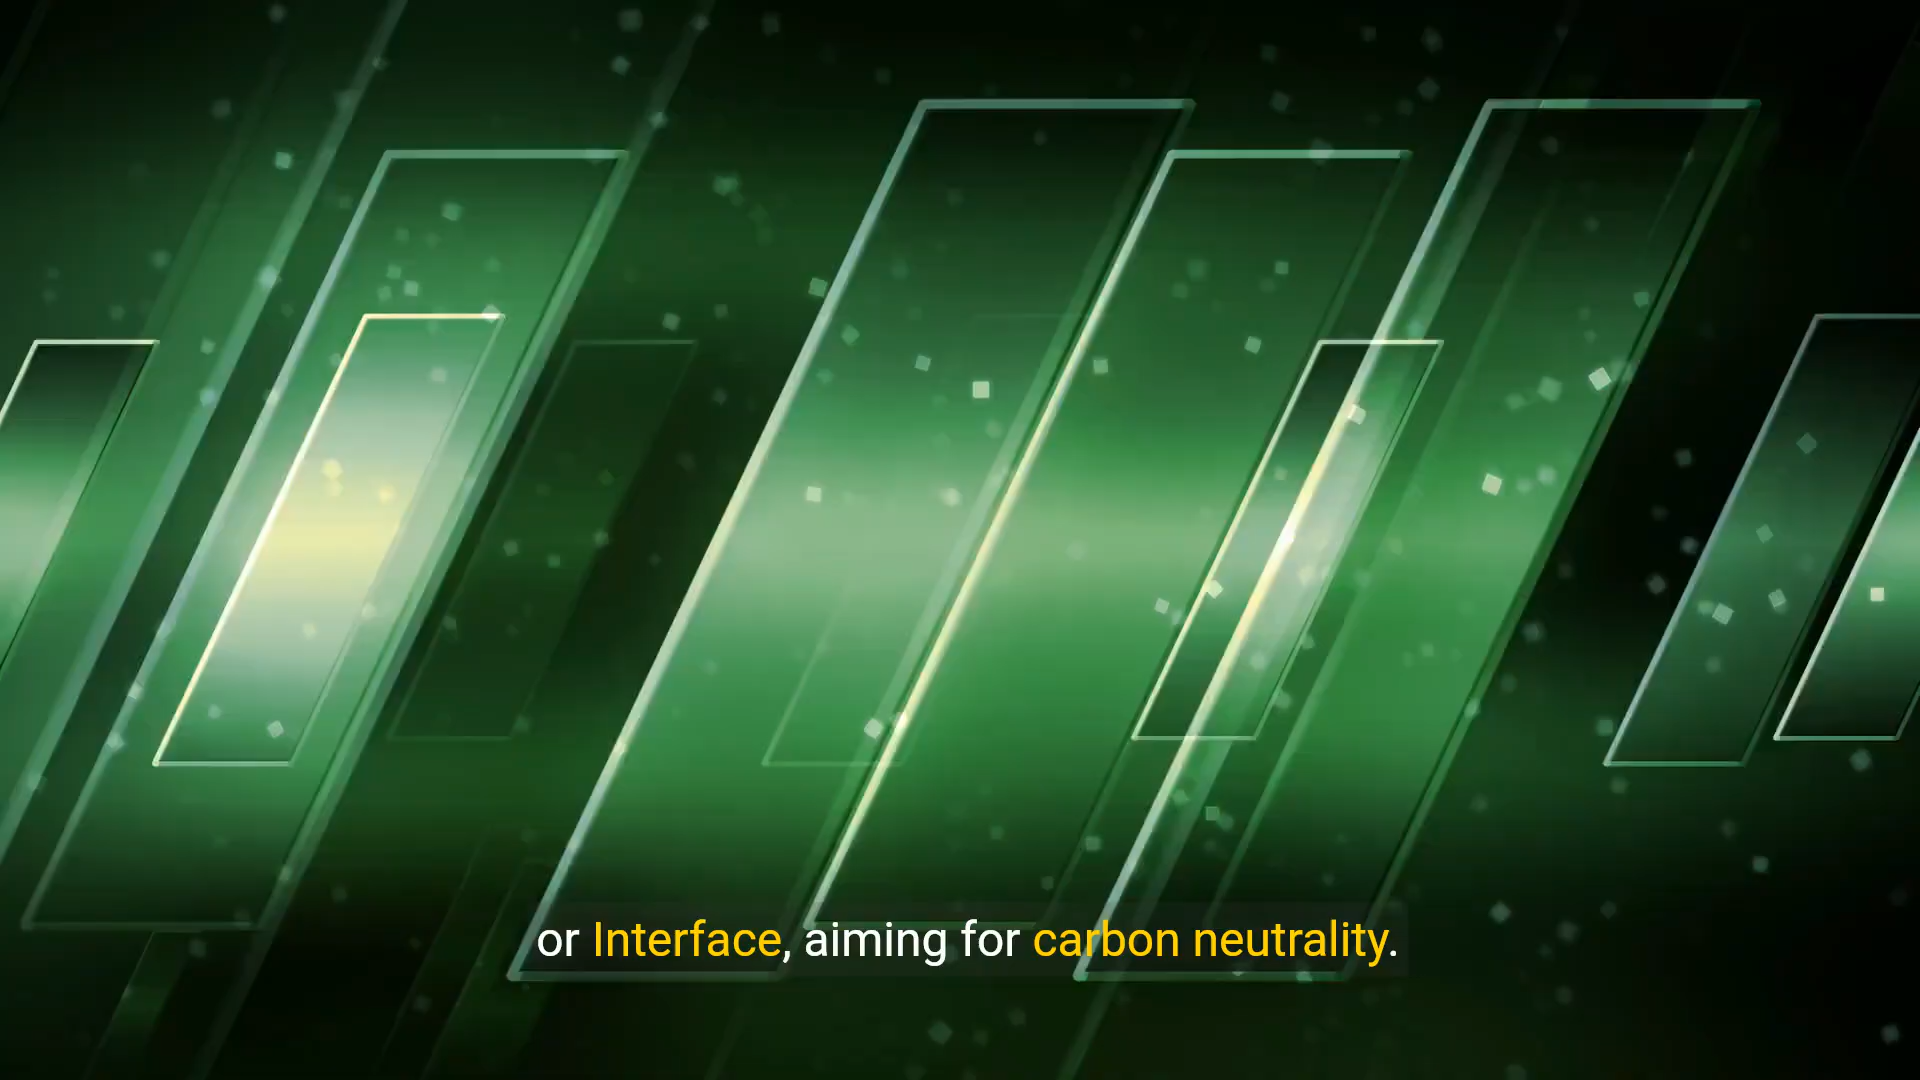 or Interface, aiming for carbon neutrality.